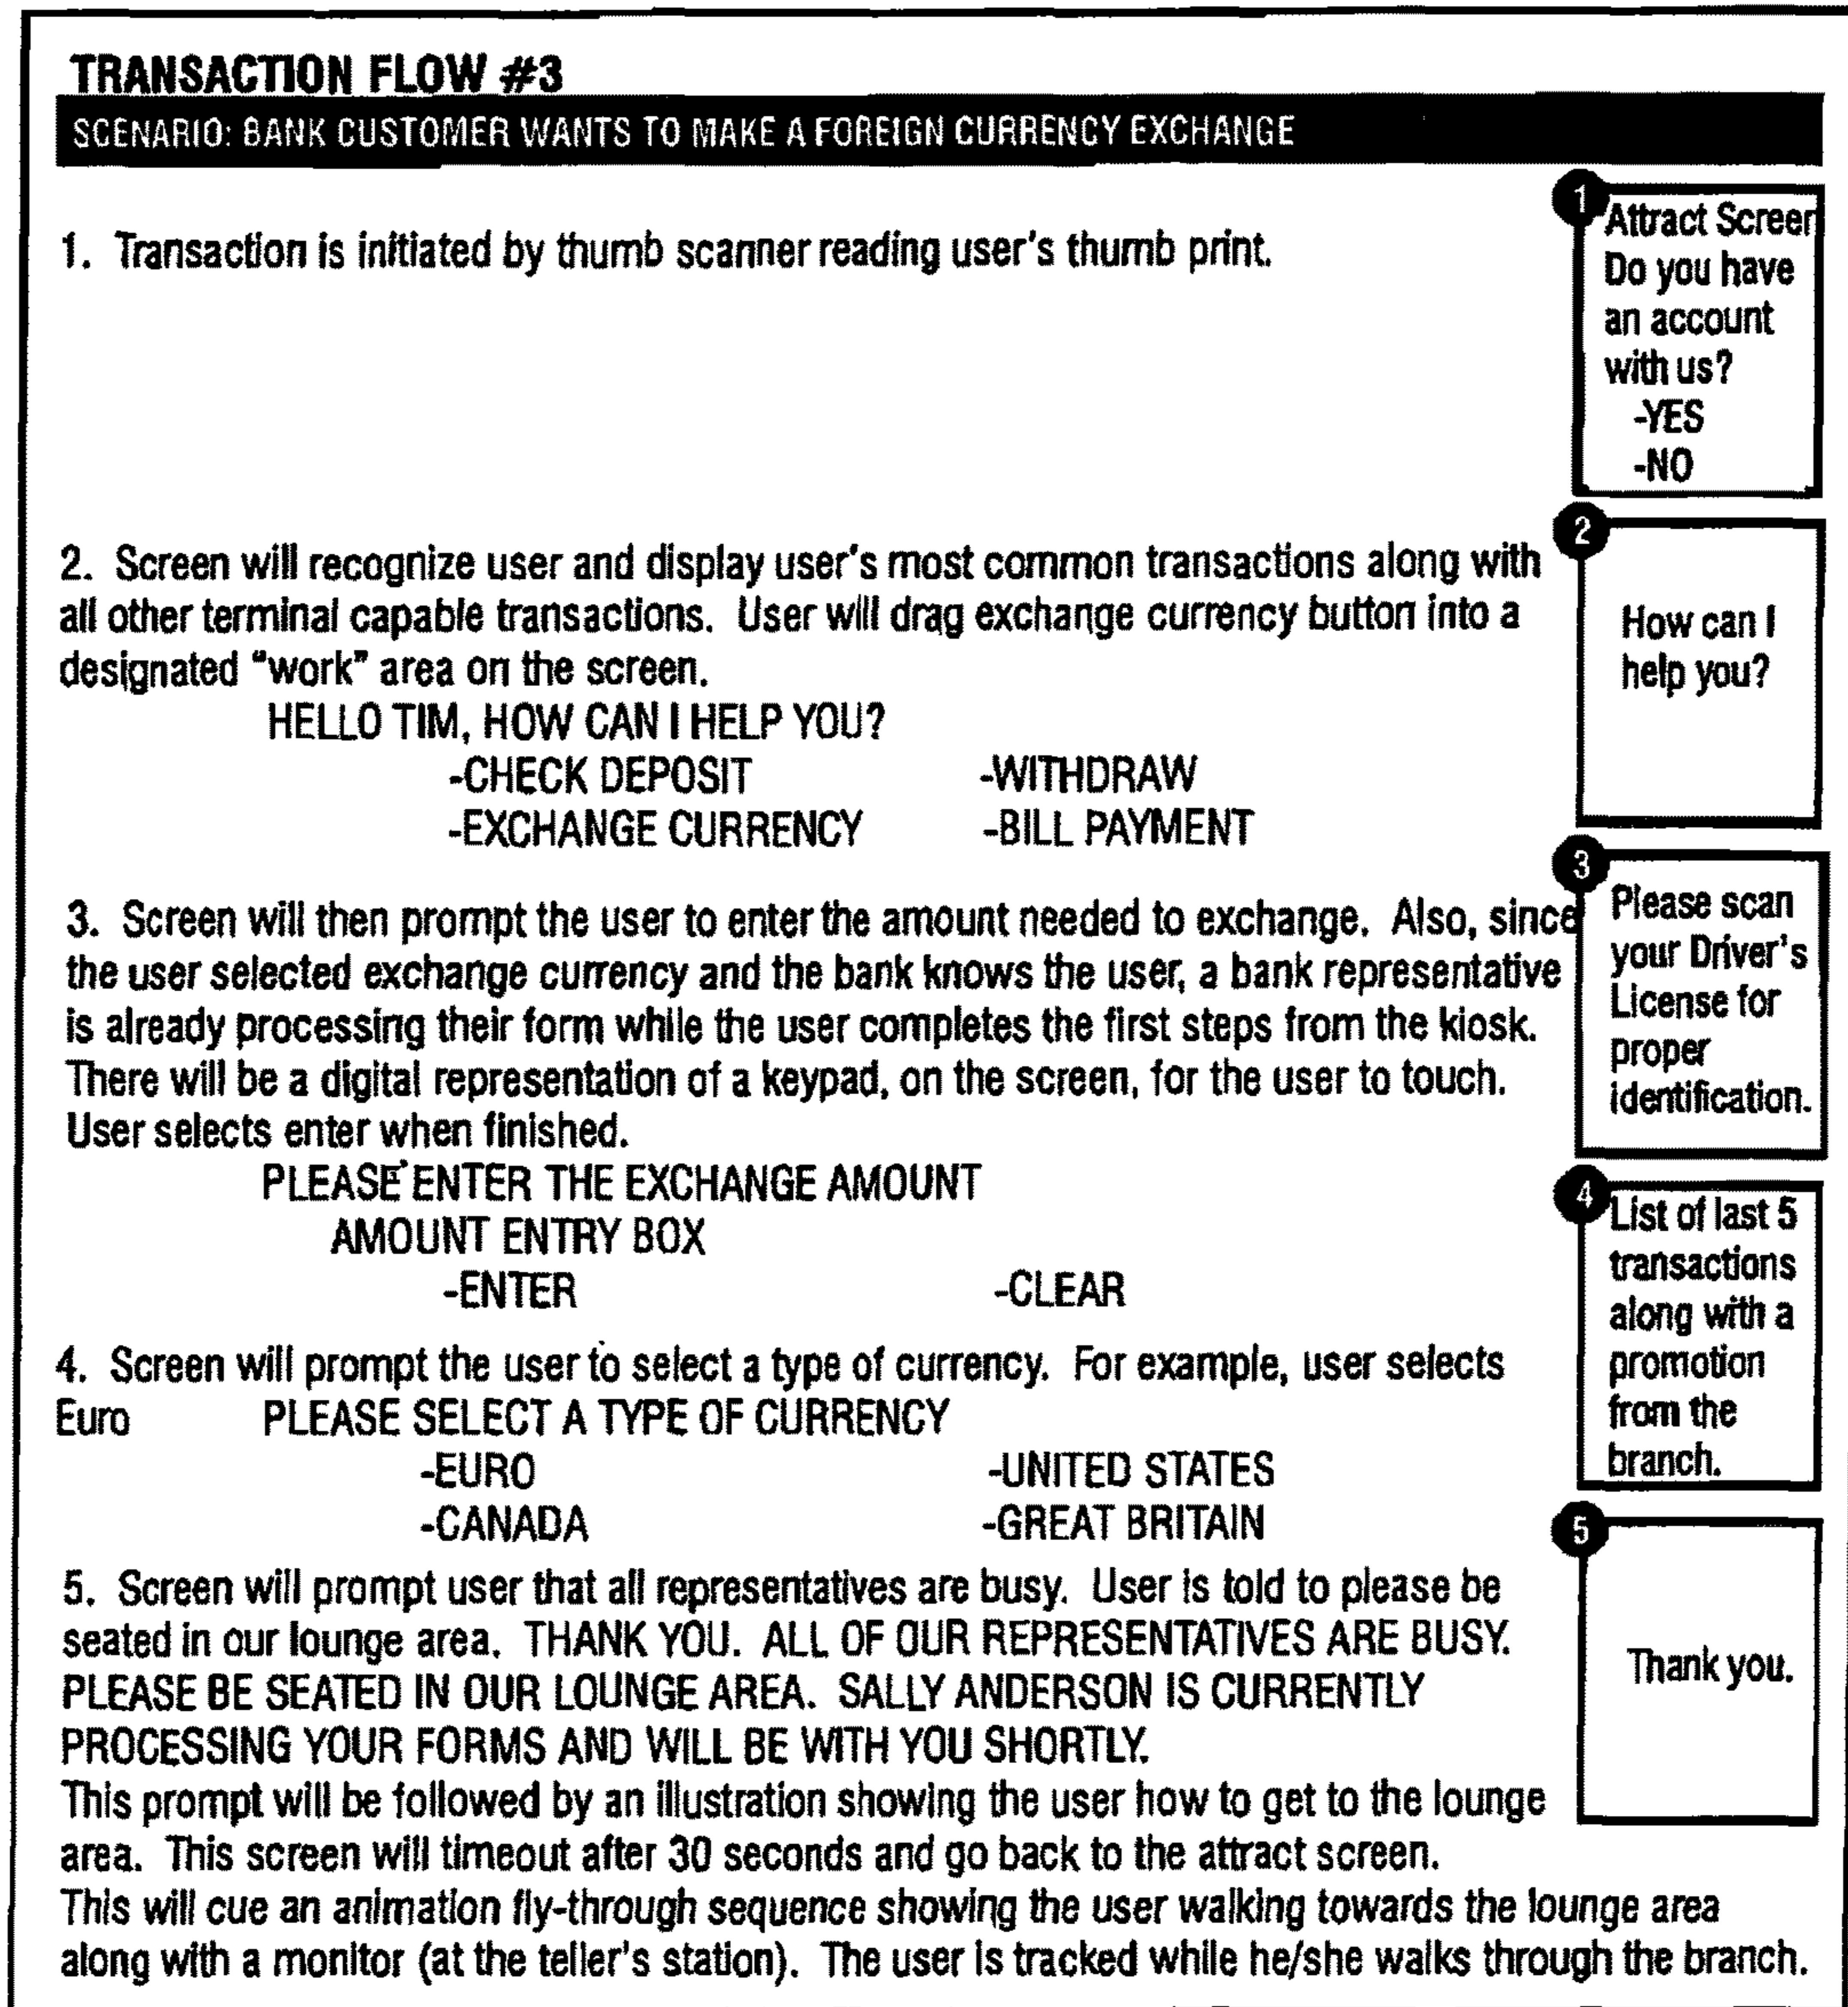 TRANSACTION FLOW #3
SCENARIO: BANK CUSTOMER WANTS TO MAKE A FOREIGN CURRENCY EXCHANGE
1. Transaction is initiated by thumb scanner reading user's thumb print.
1
Attract Screen
Do you have
an account
with us?
-YES
-NO
2. Screen will recognize user and display user's most common transactions along with
all other terminal capable transactions. User will drag exchange currency button into a
designated "work" area on the screen.
HELLO TIM, HOW CAN I HELP YOU?
-CHECK DEPOSIT -WITHDRAW
-EXCHANGE CURRENCY -BILL PAYMENT
2
How can I
help you?
3. Screen will then prompt the user to enter the amount needed to exchange. Also, since
the user selected exchange currency and the bank knows the user, a bank representative
is already processing their form while the user completes the first steps from the kiosk.
There will be a digital representation of a keypad, on the screen, for the user to touch.
User selects enter when finished.
PLEASE ENTER THE EXCHANGE AMOUNT
AMOUNT ENTRY BOX
-ENTER -CLEAR
3
Please scan
your Driver's
License for
proper
identification.
4. Screen will prompt the user to select a type of currency. For example, user selects
Euro PLEASE SELECT A TYPE OF CURRENCY
-EURO -UNITED STATES
-CANADA -GREAT BRITAIN
4
List of last 5
transactions
along with a
promotion
from the
branch.
5. Screen will prompt user that all representatives are busy. User is told to please be
seated in our lounge area. THANK YOU. ALL OF OUR REPRESENTATIVES ARE BUSY.
PLEASE BE SEATED IN OUR LOUNGE AREA. SALLY ANDERSON IS CURRENTLY
PROCESSING YOUR FORMS AND WILL BE WITH YOU SHORTLY.
This prompt will be followed by an illustration showing the user how to get to the lounge
area. This screen will timeout after 30 seconds and go back to the attract screen.
This will cue an animation fly-through sequence showing the user walking towards the lounge area
along with a monitor (at the teller's station). The user is tracked while he/she walks through the branch.
5
Thank you.